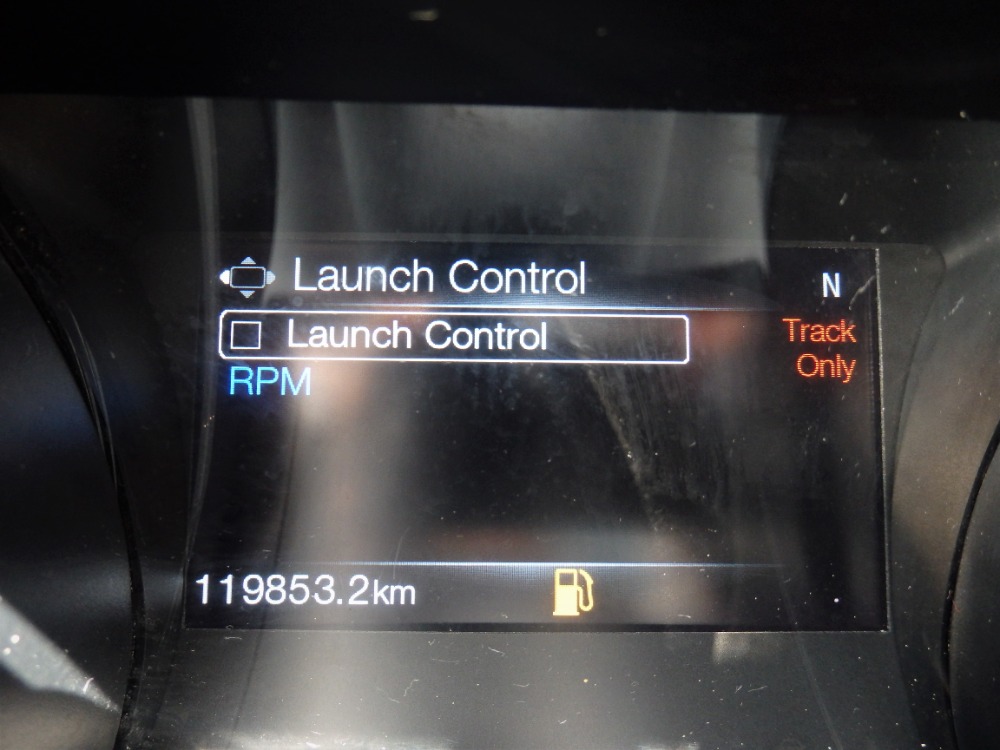 Launch Control
N
Launch Control
Track
Only
RPM
119853.2km